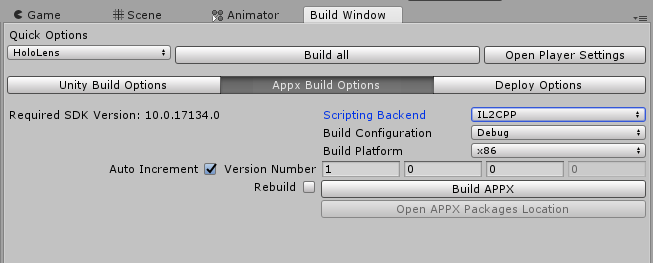 Game Scene Animator Build Window
Quick Options
HoloLens Build all Open Player Settings
Unity Build Options Appx Build Options Deploy Options
Required SDK Version: 10.0.17134.0 Scripting Backend IL2CPP
Build Configuration Debug
Build Platform x86
Auto Increment Version Number 1 0 0 0
Rebuild Build APPX
Open APPX Packages Location